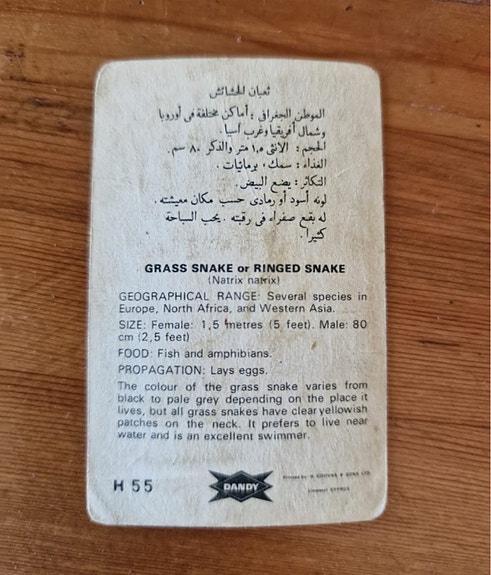 ثعبان الحشائش
الموطن الجغرافي : أماكن مختلفة في أوروبا
وشمال أفريقيا وغرب آسيا .
الحجم : الانثى ١,٥ متر والذكر ٨٠ سم .
الغذاء : سمك ، برمائيات .
التكاثر : يضع البيض .
لونه أسود أو رمادى حسب مكان معيشته .
له بقع صفراء فى رقبته . يحب السباحة
كثيرا .
GRASS SNAKE or RINGED SNAKE
(Natrix natrix)
GEOGRAPHICAL RANGE: Several species in
Europe, North Africa, and Western Asia.
SIZE: Female: 1,5 metres (5 feet). Male: 80
cm (2,5 feet)
FOOD: Fish and amphibians.
PROPAGATION: Lays eggs.
The colour of the grass snake varies from
black to pale grey depending on the place it
lives, but all grass snakes have clear yellowish
patches on the neck. It prefers to live near
water and is an excellent swimmer.
H 55
DANDY
Printed by & SONS LTD
CYPRUS